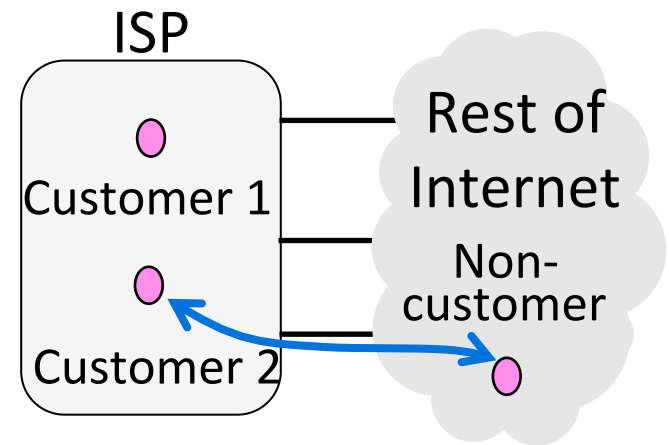 ISP
Rest of
Internet
Customer 1
Non-
customer
Customer 2